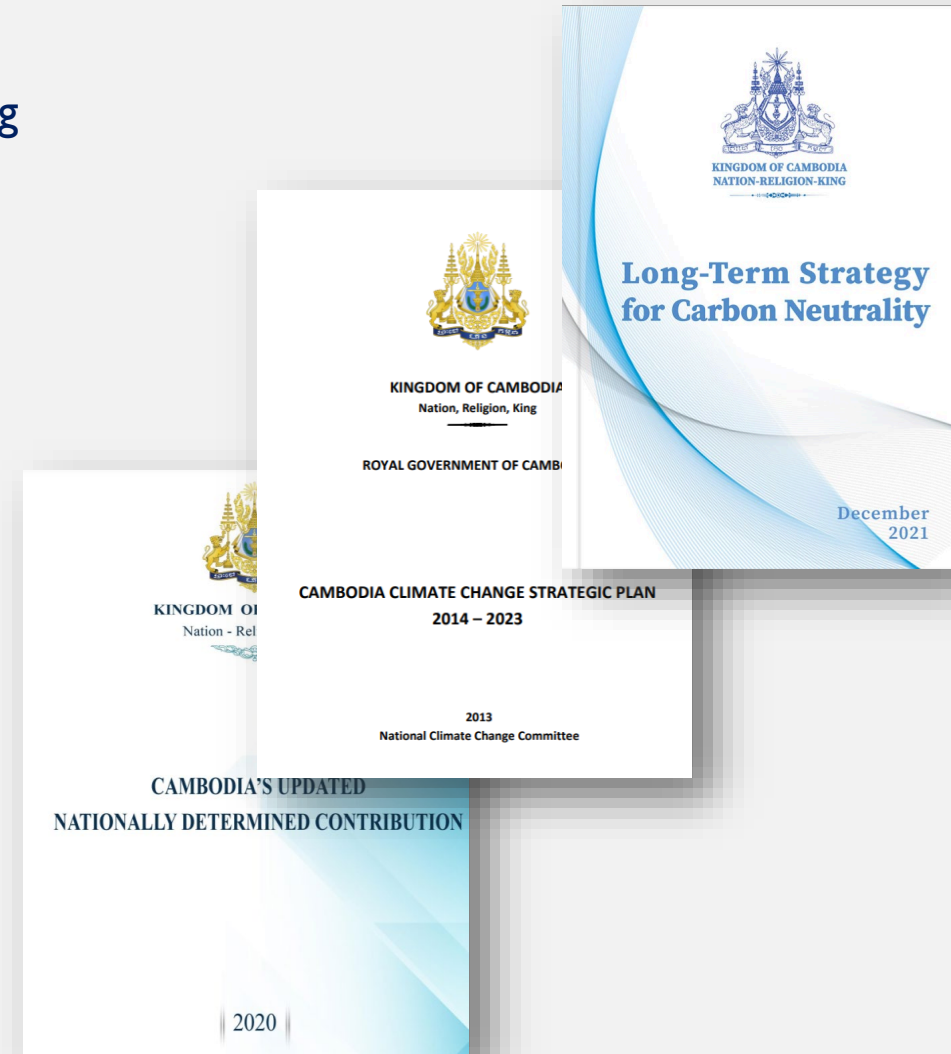 g
KINGDOM OF CAMBODIA
NATION-RELIGION-KING
Long-Term Strategy
for Carbon Neutrality
December
2021
KINGDOM OF CAMBODIA
Nation, Religion, King
ROYAL GOVERNMENT OF CAMB
CAMBODIA CLIMATE CHANGE STRATEGIC PLAN
2014 – 2023
2013
National Climate Change Committee
KINGDOM OF
Nation - Rel
CAMBODIA'S UPDATED
NATIONALLY DETERMINED CONTRIBUTION
2020